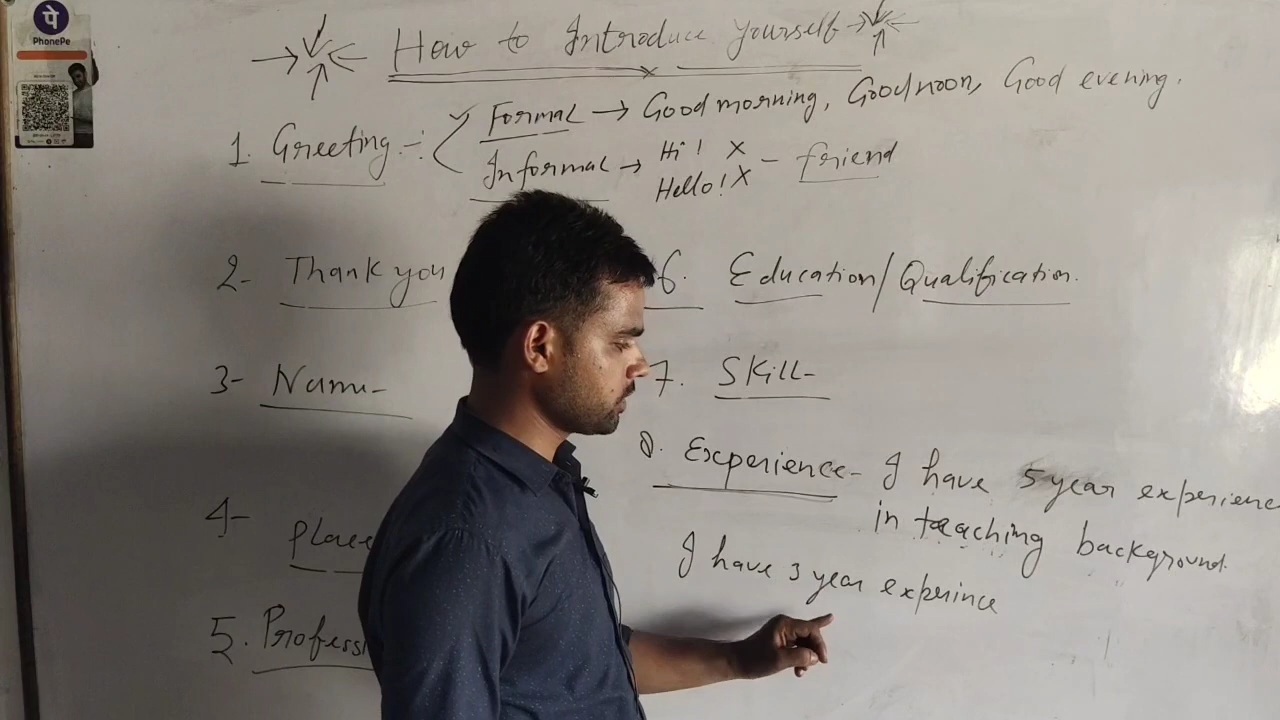 पे
PhonePe
How to Introduce yourself
1. Greeting :- Formal → Good morning, Good noon, Good evening.
Informal → Hi! X
Hello! X - friend
2- Thank you
3- Name-
4- place
5. Profess
6. Education/Qualification.
7. Skill-
8. Experience- I have 5 year experienc
in teaching background.
I have 3 year experince